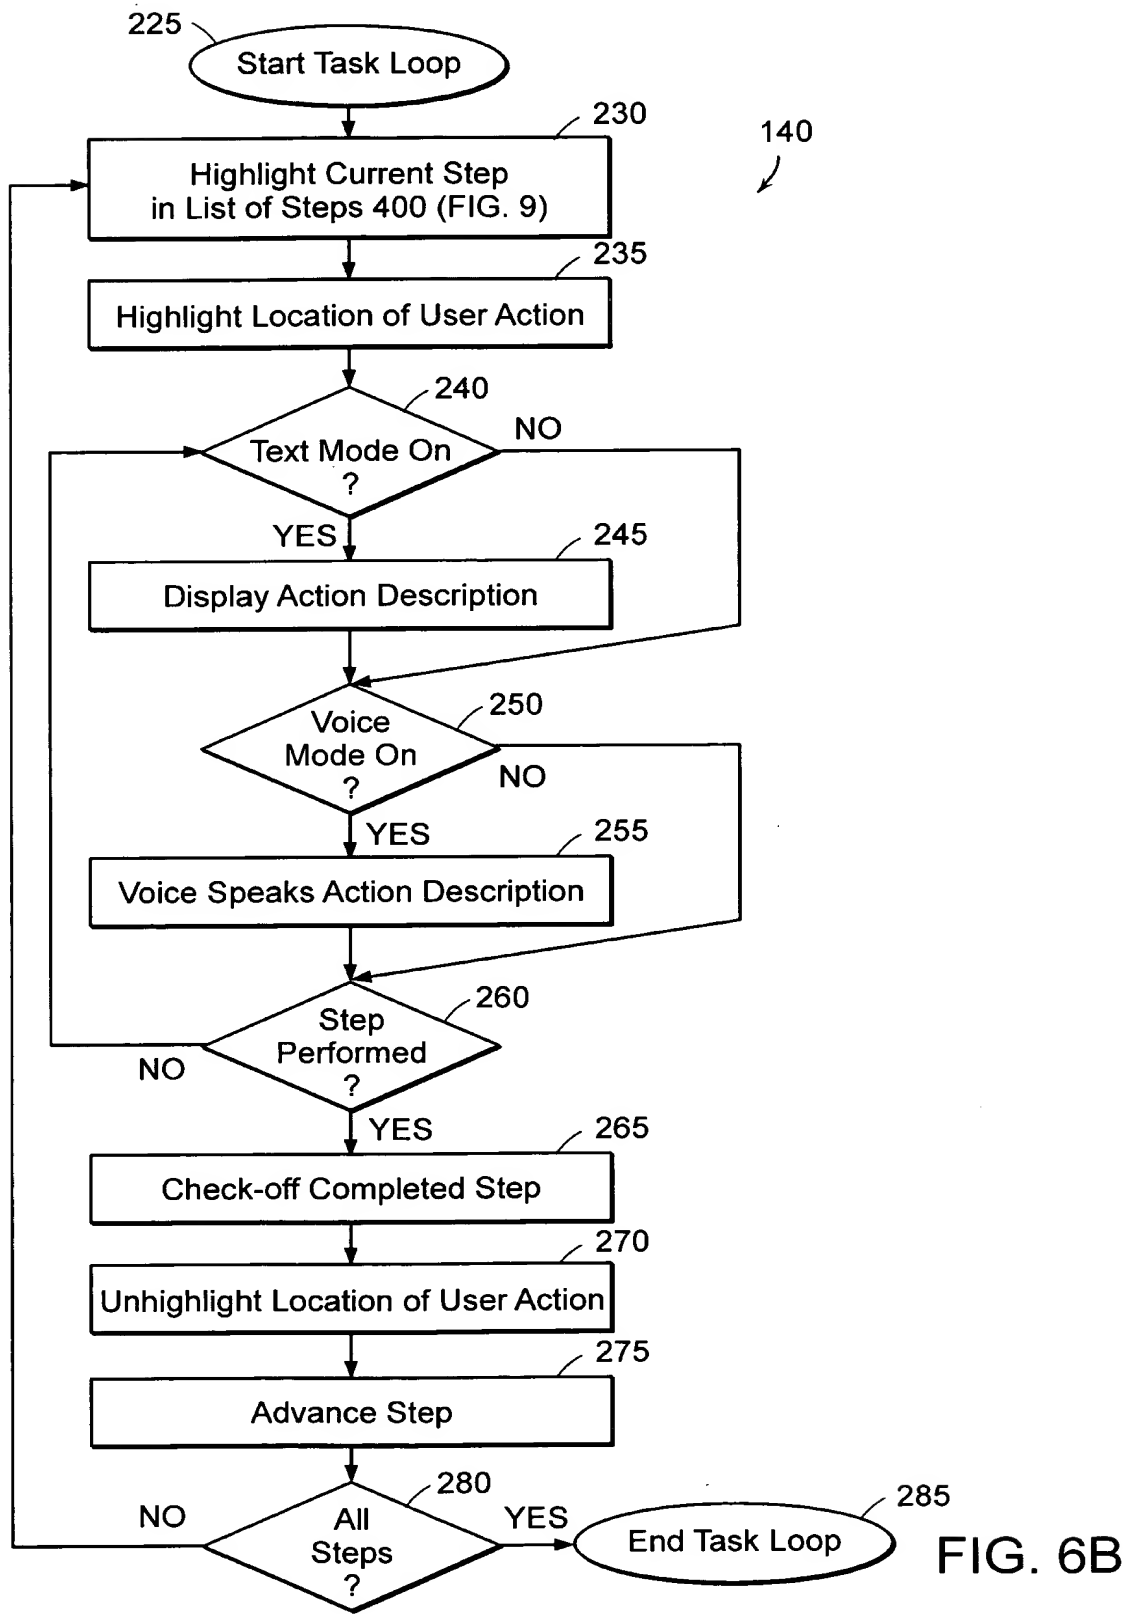 225
Start Task Loop
230
140
Highlight Current Step
in List of Steps 400 (FIG. 9)
235
Highlight Location of User Action
240
NO
Text Mode On
?
YES
245
Display Action Description
250
Voice
Mode On
?
NO
YES
255
Voice Speaks Action Description
260
Step
Performed
?
NO
YES
265
Check-off Completed Step
270
Unhighlight Location of User Action
275
Advance Step
280
NO
All
Steps
?
YES
285
End Task Loop
FIG. 6B